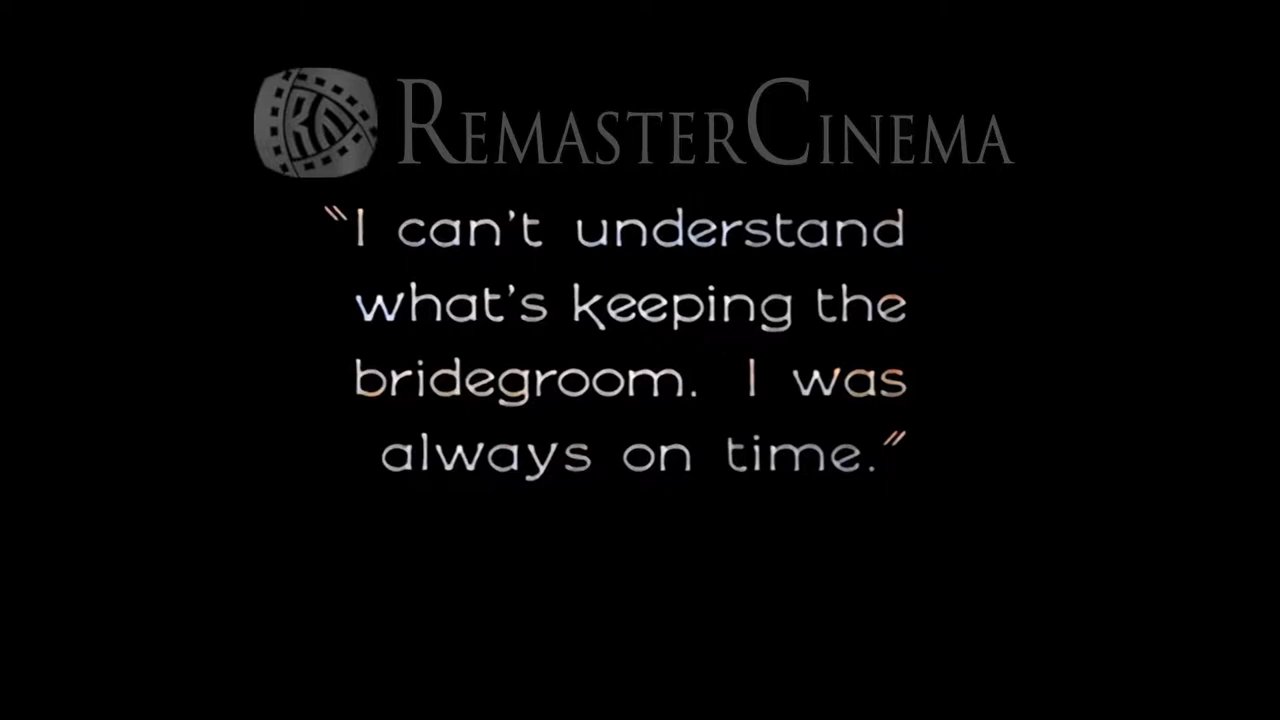 REMASTERCINEMA
"I can't understand
what's keeping the
bridegroom. I was
always on time."